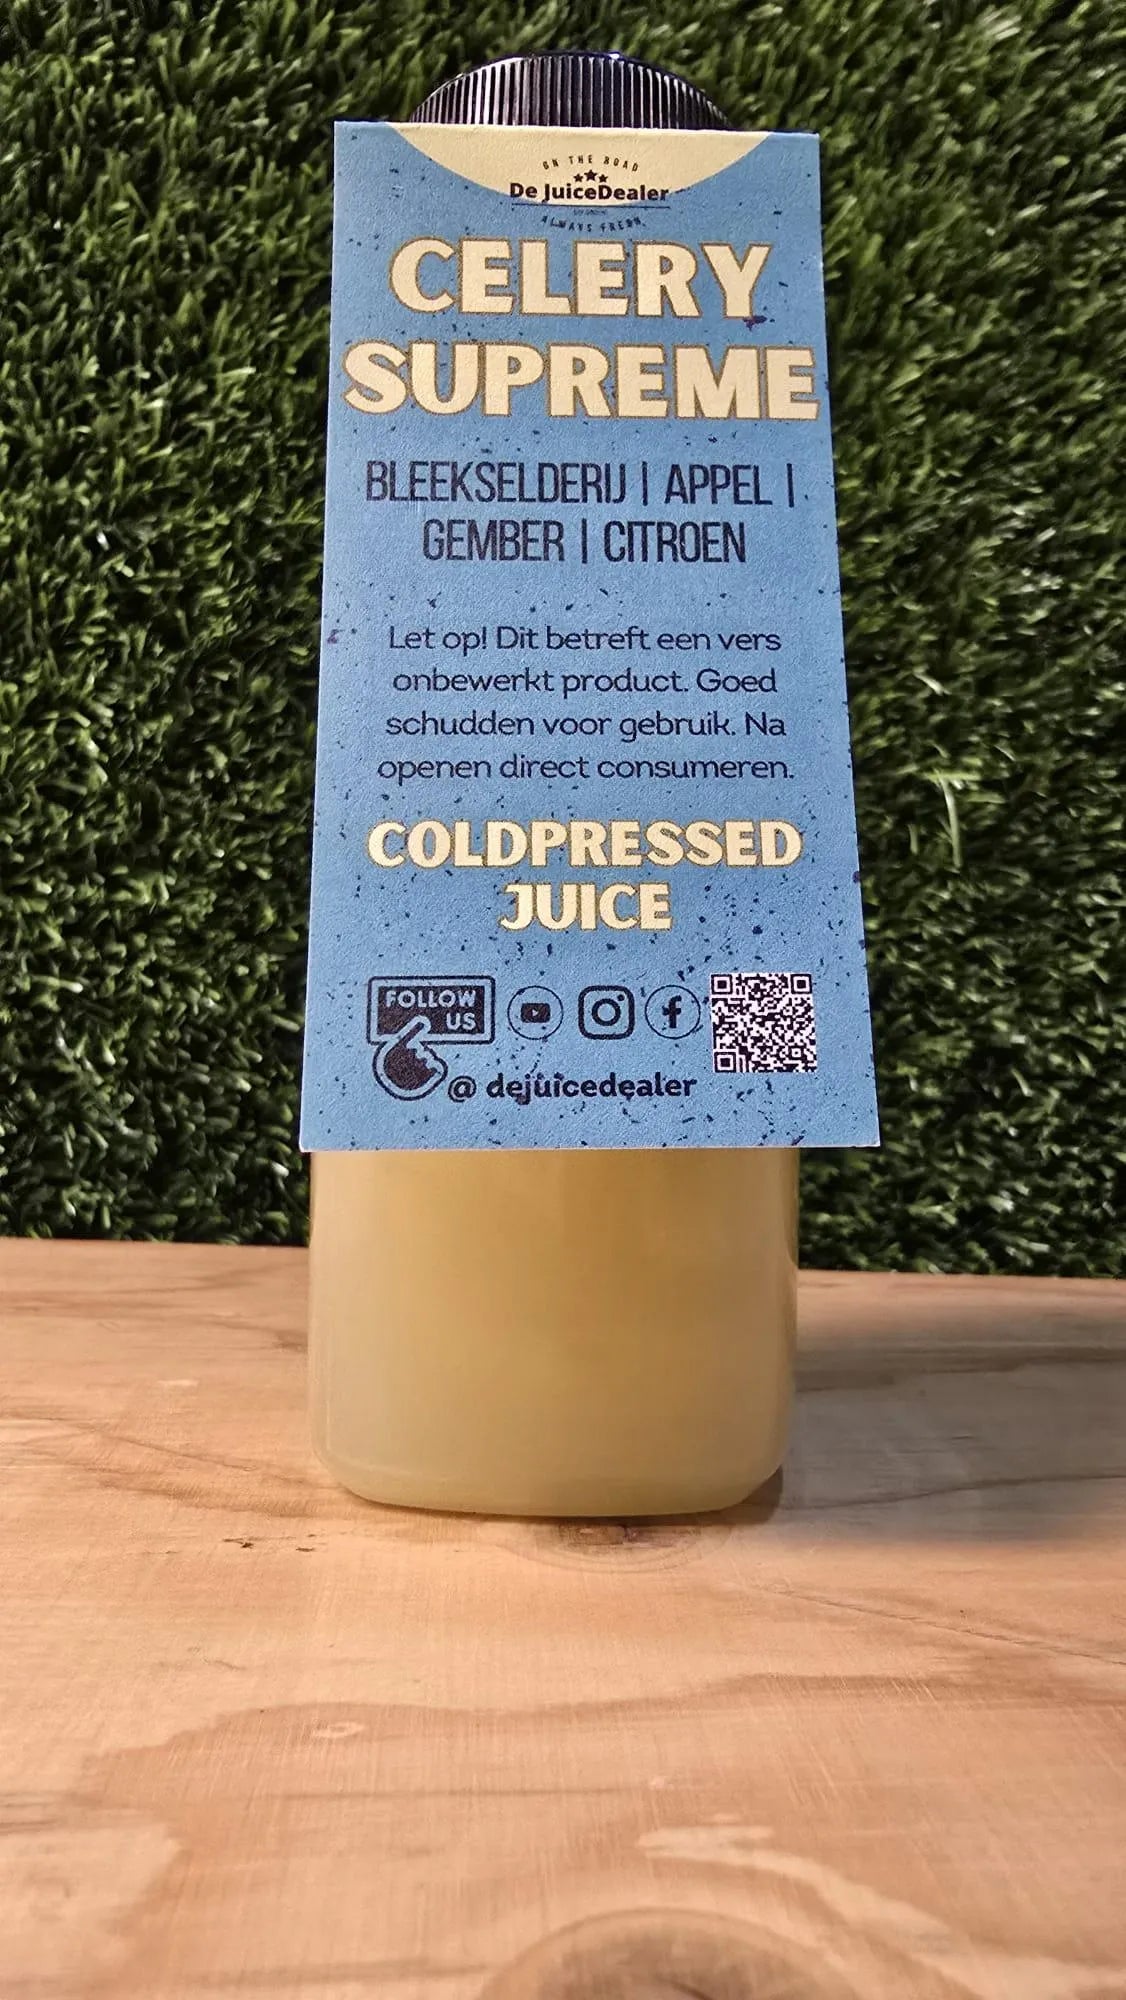 ON THE ROAD
De JuiceDealer
ALWAYS FRESH
CELERY
SUPREME
BLEEKSELDERIJ | APPEL |
GEMBER | CITROEN
Let op! Dit betreft een vers
onbewerkt product. Goed
schudden voor gebruik. Na
openen direct consumeren.
COLDPRESSED
JUICE
FOLLOW
US
@ dejuicedealer